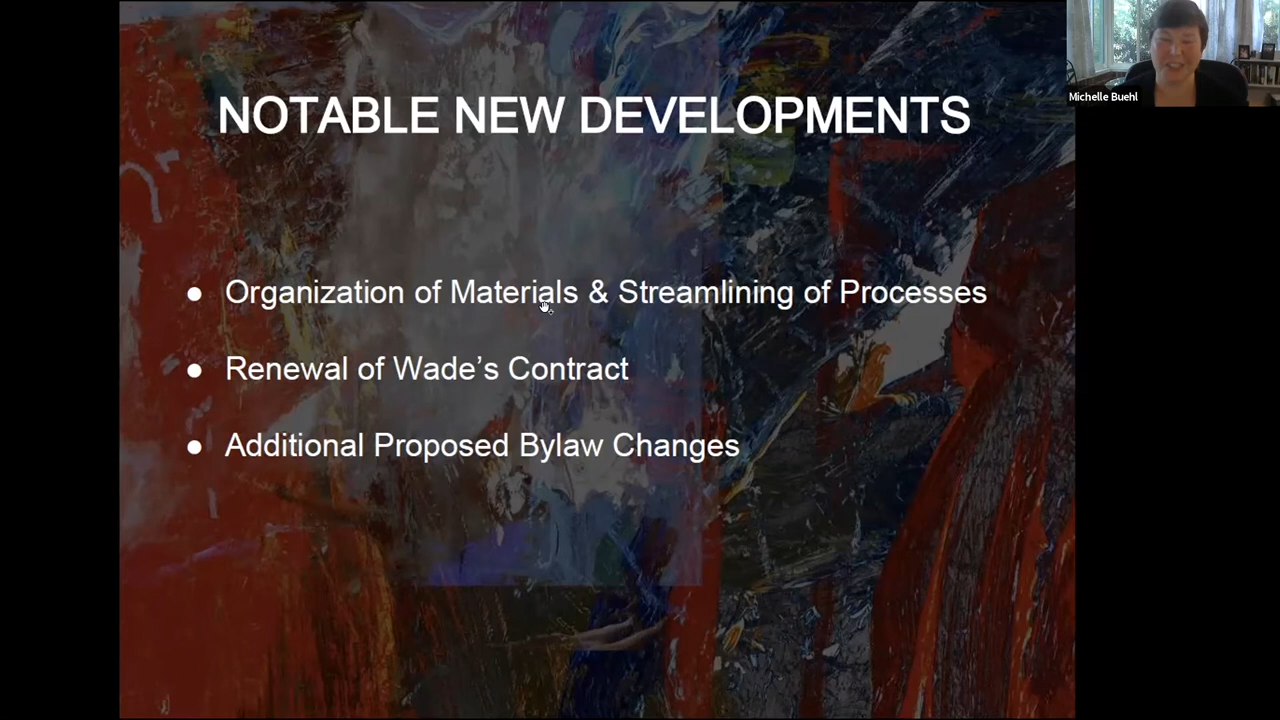 NOTABLE NEW DEVELOPMENTS
Michelle Buehl
● Organization of Materials & Streamlining of Processes
● Renewal of Wade’s Contract
● Additional Proposed Bylaw Changes